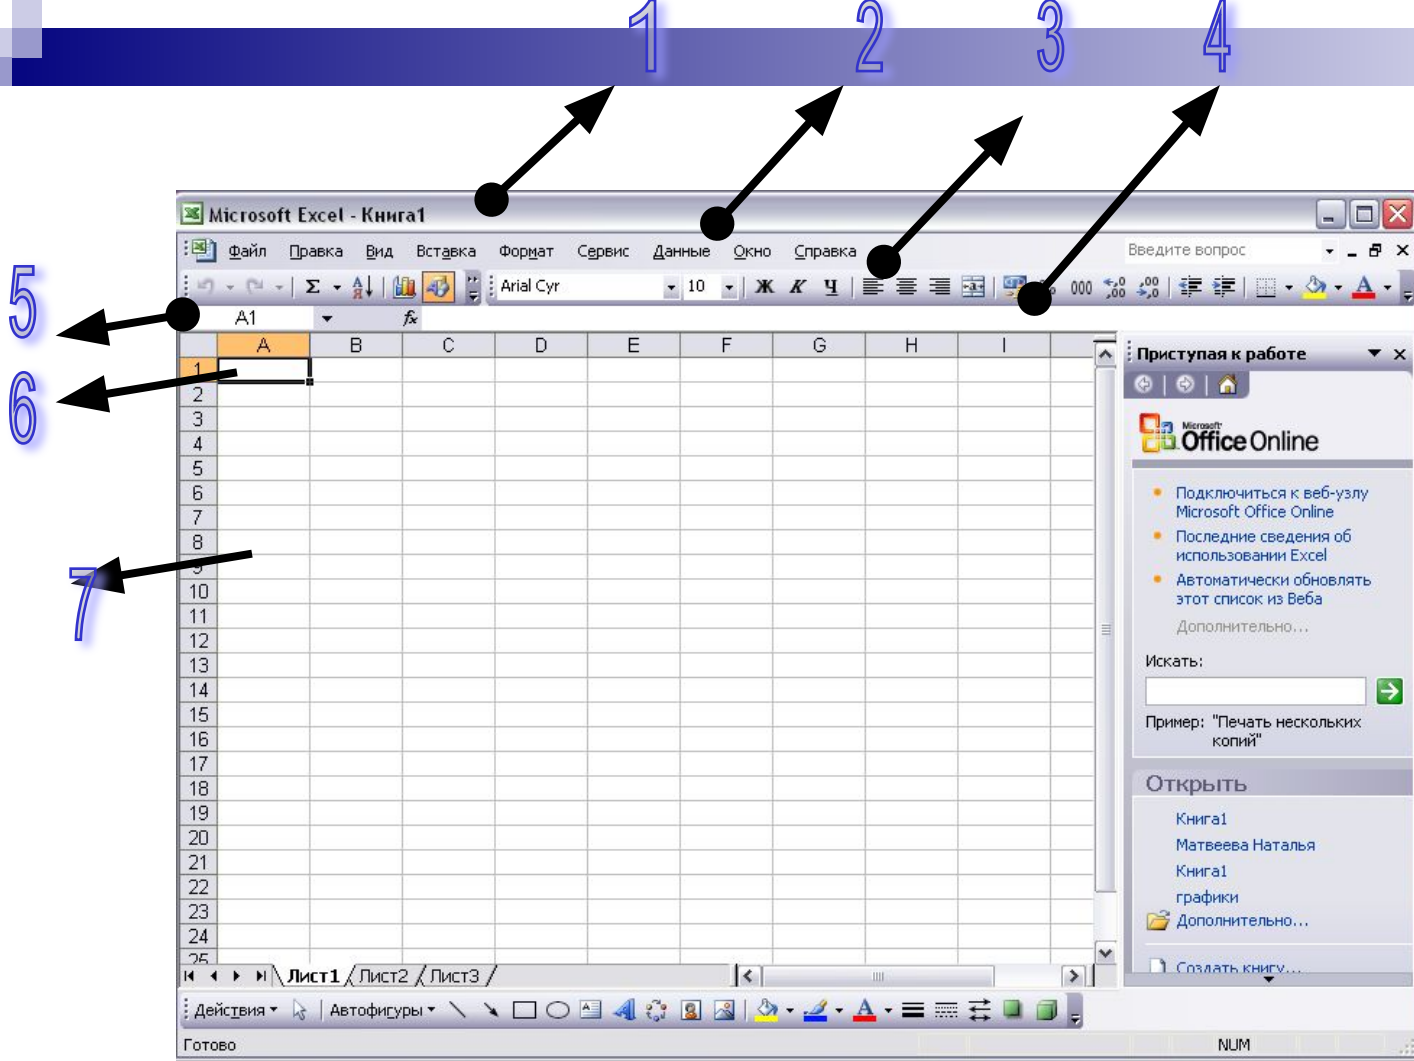 1 2 3 4
Microsoft Excel - Книга1
Файл Правка Вид Вставка Формат Сервис Данные Окно Справка Введите вопрос
Arial Cyr 10 Ж К Ч 000
5
A1 fx
A B C D E F G H I
Приступая к работе
1
6
2
3
4
5
6
7
8
9
10
11
12
13
14
15
16
17
18
19
20
21
22
23
24
25
7
Microsoft
Office Online
Подключиться к веб-узлу
Microsoft Office Online
Последние сведения об
использовании Excel
Автоматически обновлять
этот список из Веба
Дополнительно...
Искать:
Пример: "Печать нескольких
копий"
Открыть
Книга1
Матвеева Наталья
Книга1
графики
Дополнительно...
Создать книгу...
Лист1 Лист2 Лист3
Действия Автофигуры
Готово NUM